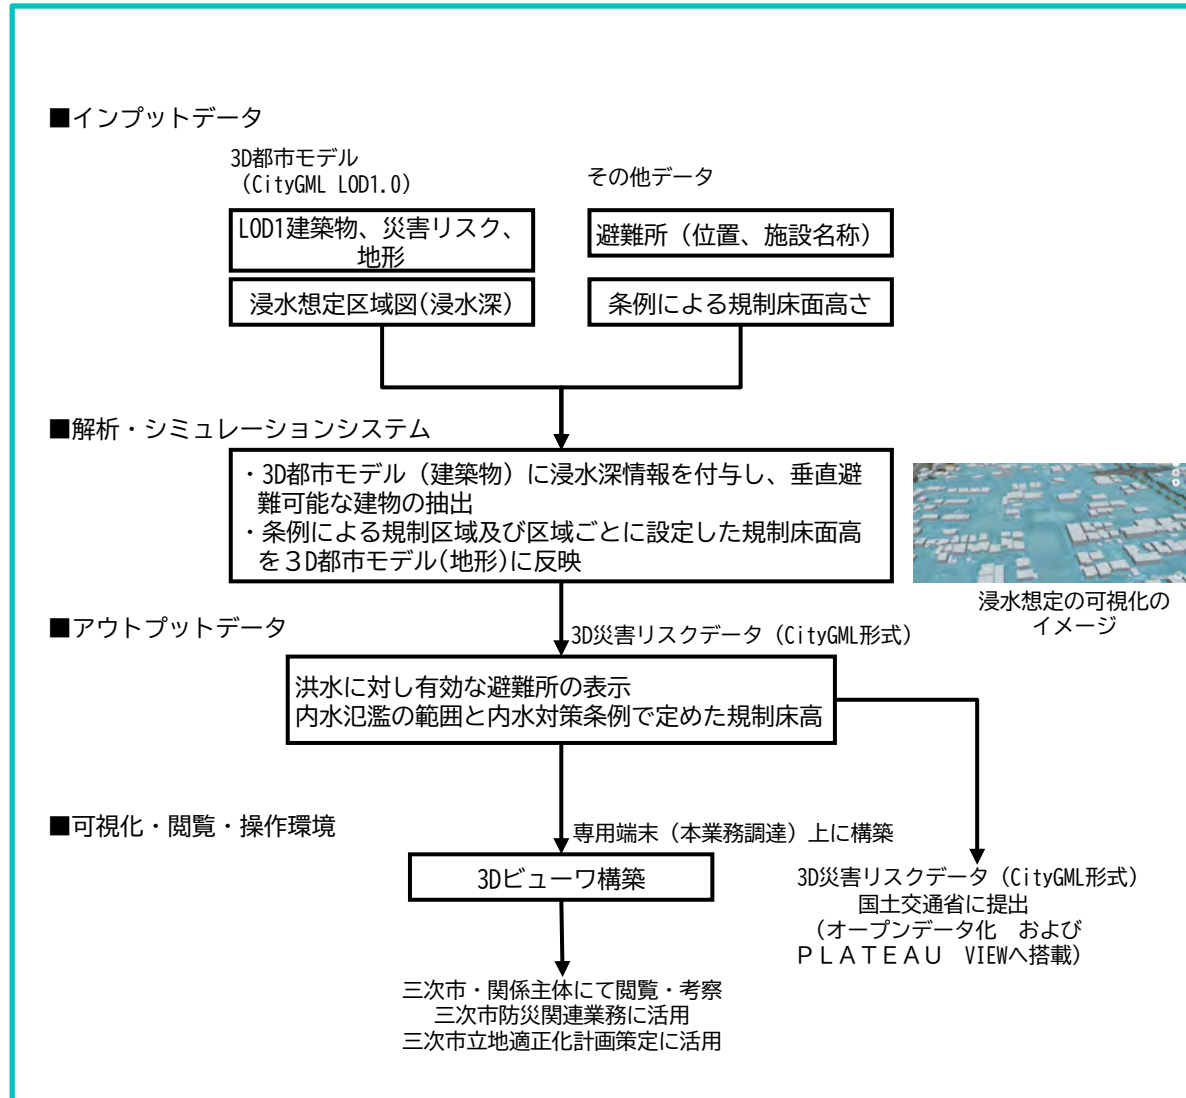 ■インプットデータ
3D都市モデル
（CityGML LOD1.0）
その他データ
LOD1建築物、災害リスク、
地形
避難所（位置、施設名称）
浸水想定区域図(浸水深)
条例による規制床面高さ
■解析・シミュレーションシステム
・3D都市モデル（建築物）に浸水深情報を付与し、垂直避
難可能な建物の抽出
・条例による規制区域及び区域ごとに設定した規制床面高
を３D都市モデル(地形)に反映
浸水想定の可視化の
イメージ
■アウトプットデータ
3D災害リスクデータ（CityGML形式）
洪水に対し有効な避難所の表示
内水氾濫の範囲と内水対策条例で定めた規制床高
■可視化・閲覧・操作環境
専用端末（本業務調達）上に構築
3Dビューワ構築
3D災害リスクデータ（CityGML形式）
国土交通省に提出
（オープンデータ化　および
ＰＬＡＴＥＡＵ　VIEWへ搭載）
三次市・関係主体にて閲覧・考察
三次市防災関連業務に活用
三次市立地適正化計画策定に活用